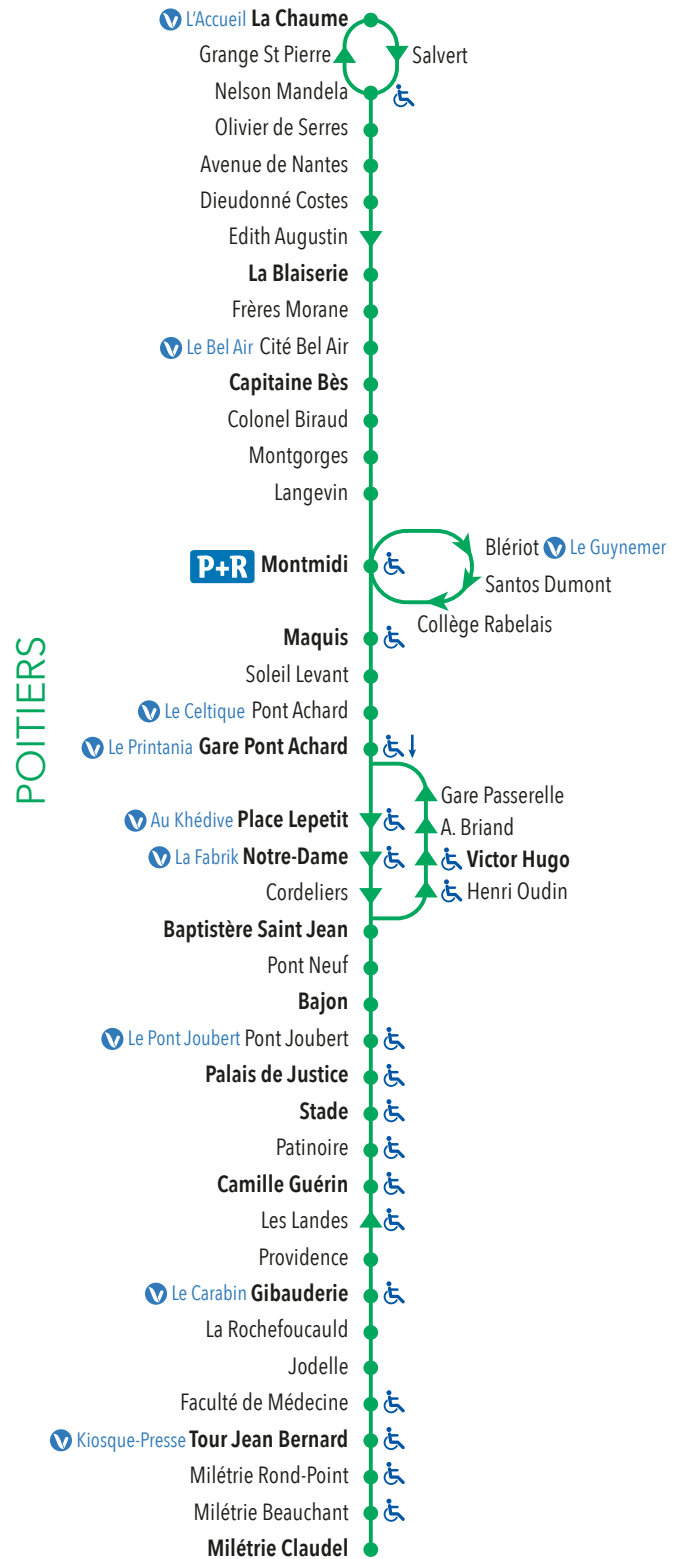 L'Accueil La Chaume
Grange St Pierre Salvert
Nelson Mandela
Olivier de Serres
Avenue de Nantes
Dieudonné Costes
Edith Augustin
La Blaiserie
Frères Morane
Le Bel Air Cité Bel Air
Capitaine Bès
Colonel Biraud
Montgorges
Langevin
Blériot Le Guynemer
P+R Montmidi
Santos Dumont
Collège Rabelais
Maquis
Soleil Levant
POITIERS
Le Celtique Pont Achard
Le Printania Gare Pont Achard
Gare Passerelle
Au Khédive Place Lepetit
A. Briand
La Fabrik Notre-Dame
Victor Hugo
Cordeliers
Henri Oudin
Baptistère Saint Jean
Pont Neuf
Bajon
Le Pont Joubert Pont Joubert
Palais de Justice
Stade
Patinoire
Camille Guérin
Les Landes
Providence
Le Carabin Gibauderie
La Rochefoucauld
Jodelle
Faculté de Médecine
Kiosque-Presse Tour Jean Bernard
Milétrie Rond-Point
Milétrie Beauchant
Milétrie Claudel